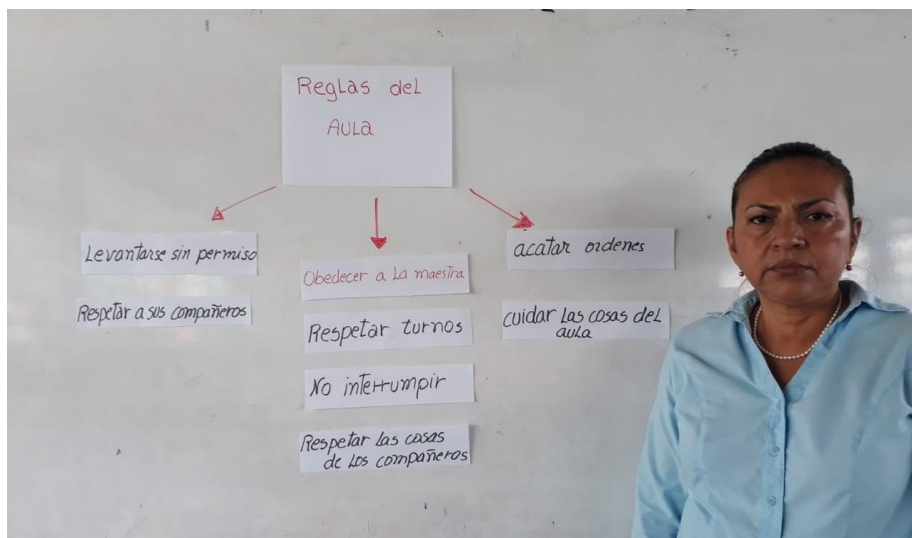 Reglas del
Aula
Levantarse sin permiso
Respetar a sus compañeros
Obedecer a La maestra
Respetar turnos
No interrumpir
Respetar Las cosas
de Los compañeros
acatar ordenes
cuidar Las cosas del
aula